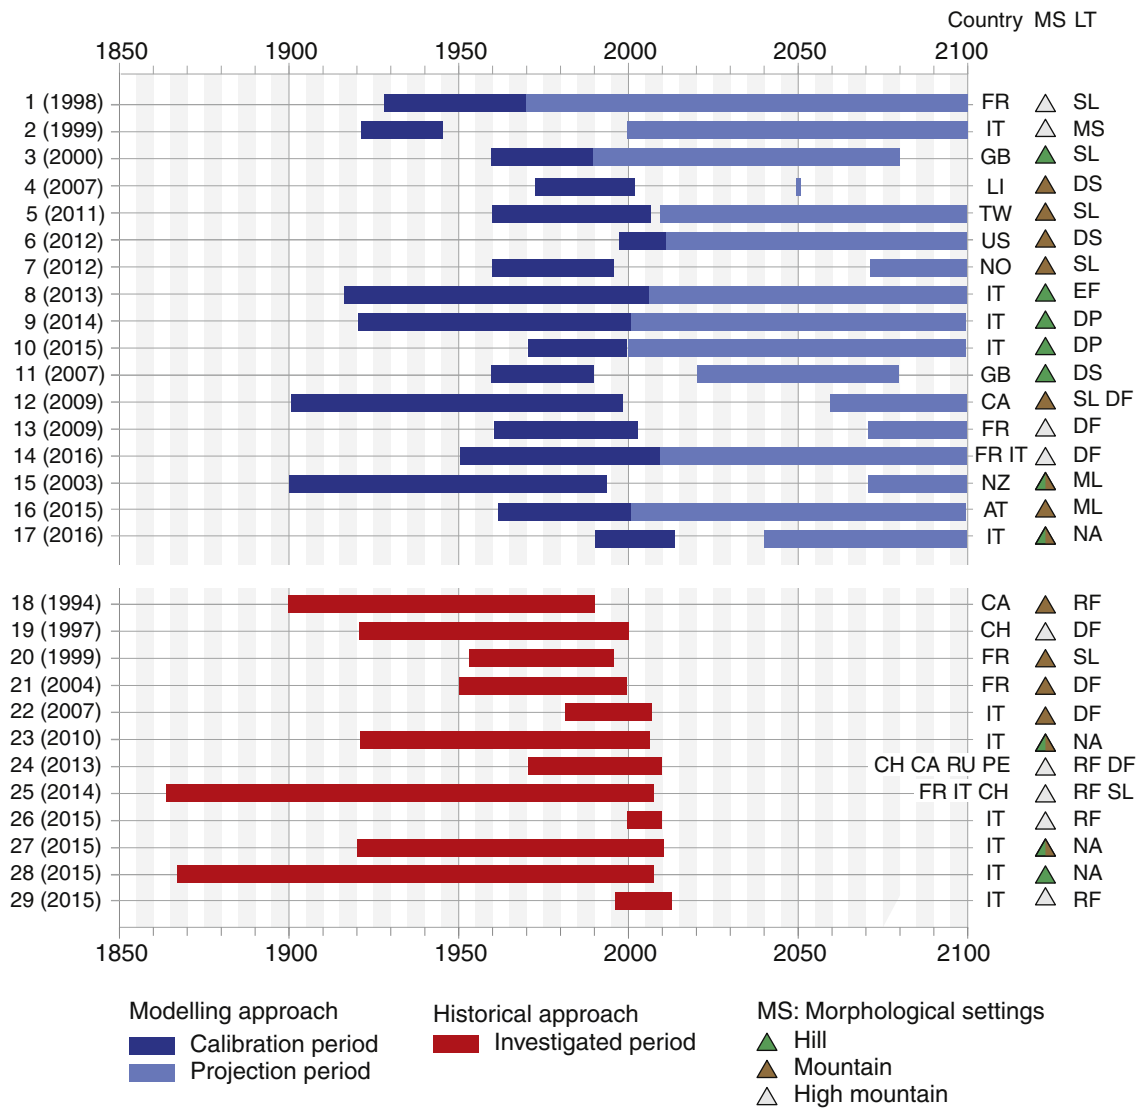 Country MS LT
1850 1900 1950 2000 2050 2100
1 (1998) FR SL
2 (1999) IT MS
3 (2000) GB SL
4 (2007) LI DS
5 (2011) TW SL
6 (2012) US DS
7 (2012) NO SL
8 (2013) IT EF
9 (2014) IT DP
10 (2015) IT DP
11 (2007) GB DS
12 (2009) CA SL DF
13 (2009) FR DF
14 (2016) FR IT DF
15 (2003) NZ ML
16 (2015) AT ML
17 (2016) IT NA
18 (1994) CA RF
19 (1997) CH DF
20 (1999) FR SL
21 (2004) FR DF
22 (2007) IT DF
23 (2010) IT NA
24 (2013) CH CA RU PE RF DF
25 (2014) FR IT CH RF SL
26 (2015) IT RF
27 (2015) IT NA
28 (2015) IT NA
29 (2015) IT RF
1850 1900 1950 2000 2050 2100
Modelling approach
Calibration period
Projection period
Historical approach
Investigated period
MS: Morphological settings
Hill
Mountain
High mountain